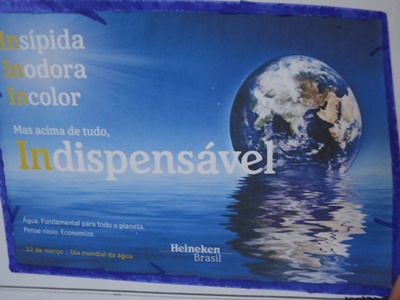 Insípida
Inodora
Incolor
Mas acima de tudo,
Indispensável
Água. Fundamental para todo o planeta.
Pense nisso. Economize.
22 de março - Dia mundial da água
Heineken
Brasil